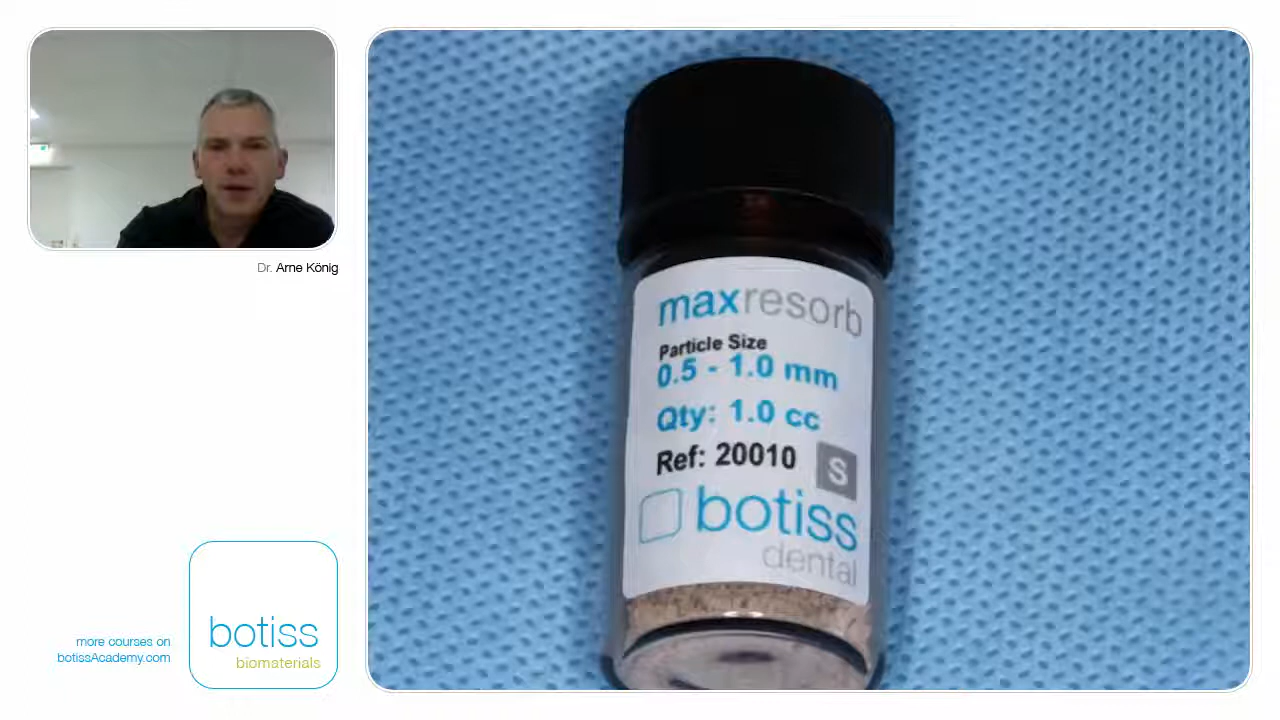 Dr. Arne König
more courses on
botissAcademy.com
botiss
biomaterials
maxresorb
Particle Size
0.5 - 1.0 mm
Qty: 1.0 cc
Ref: 20010 S
botiss
dental